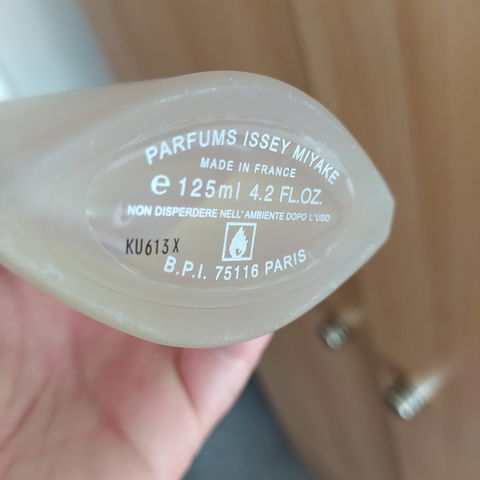 PARFUMS ISSEY MIYAKE
MADE IN FRANCE
e 125ml 4.2 FL.OZ.
NON DISPERDERE NELL'AMBIENTE DOPO L'USO
KU613X
B.P.I. 75116 PARIS